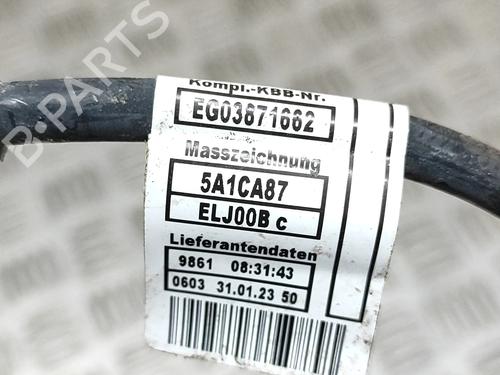 B-PARTS
Kompl.-KBB-Nr.
EG03871662
Masszeichnung
5A1CA87
ELJ00B c
Lieferantendaten
9861 08:31:43
0603 31.01.23 50